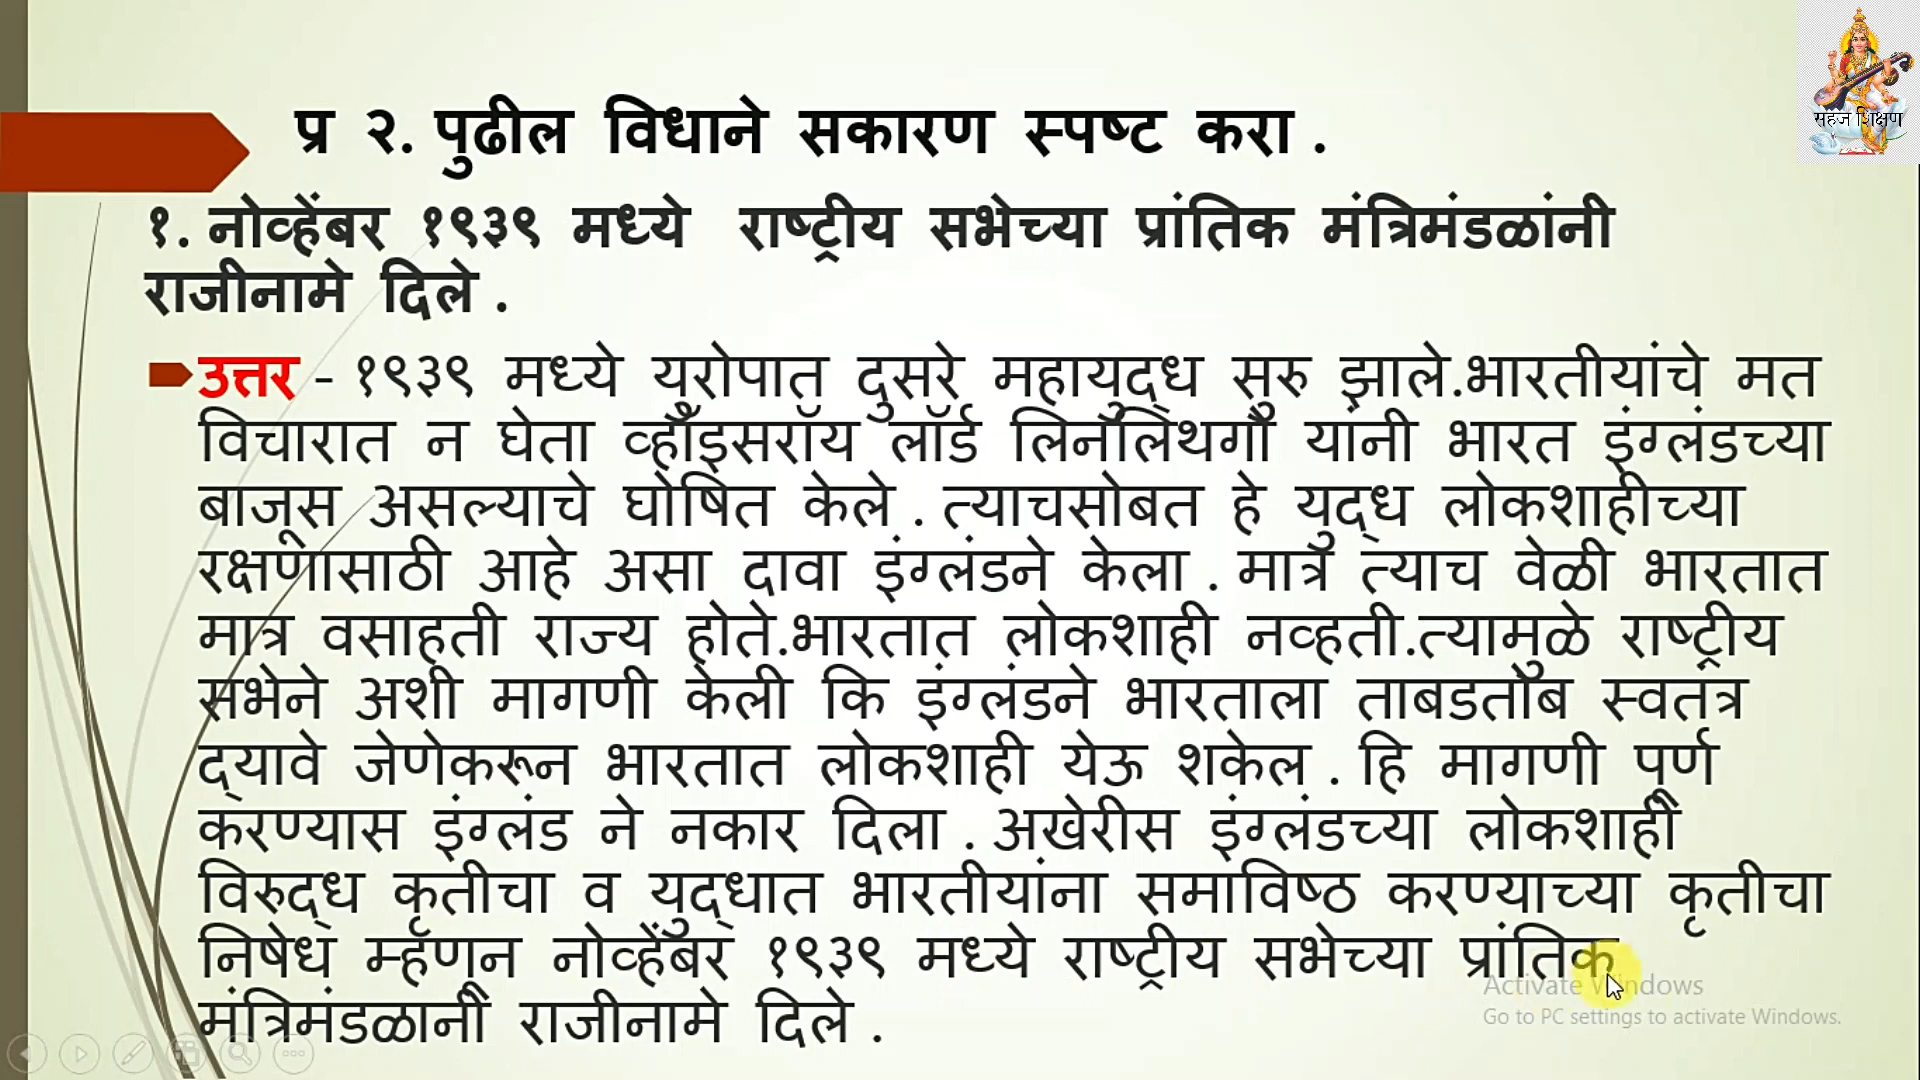 सहज शिक्षण
प्र २. पुढील विधाने सकारण स्पष्ट करा .
१. नोव्हेंबर १९३९ मध्ये राष्ट्रीय सभेच्या प्रांतिक मंत्रिमंडळांनी
राजीनामे दिले .
उत्तर - १९३९ मध्ये युरोपात दुसरे महायुद्ध सुरु झाले.भारतीयांचे मत
विचारात न घेता व्हॉइसरॉय लॉर्ड लिनलिथगो यांनी भारत इंग्लंडच्या
बाजूस असल्याचे घोषित केले . त्याचसोबत हे युद्ध लोकशाहीच्या
रक्षणासाठी आहे असा दावा इंग्लंडने केला . मात्र त्याच वेळी भारतात
मात्र वसाहती राज्य होते.भारतात लोकशाही नव्हती.त्यामुळे राष्ट्रीय
सभेने अशी मागणी केली कि इंग्लंडने भारताला ताबडतोब स्वतंत्र
द्यावे जेणेकरून भारतात लोकशाही येऊ शकेल . हि मागणी पूर्ण
करण्यास इंग्लंड ने नकार दिला . अखेरीस इंग्लंडच्या लोकशाही
विरुद्ध कृतीचा व युद्धात भारतीयांना समाविष्ठ करण्याच्या कृतीचा
निषेध म्हणून नोव्हेंबर १९३९ मध्ये राष्ट्रीय सभेच्या प्रांतिक
मंत्रिमंडळानी राजीनामे दिले .
Activate Windows
Go to PC settings to activate Windows.